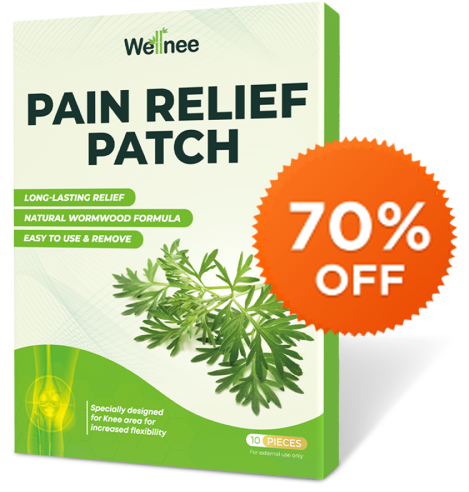 Wellnee
PAIN RELIEF
PATCH
LONG-LASTING RELIEF
NATURAL WORMWOOD FORMULA
EASY TO USE & REMOVE
70%
OFF
Specially designed
for Knee area for
increased flexibility
10 PIECES
For external use only